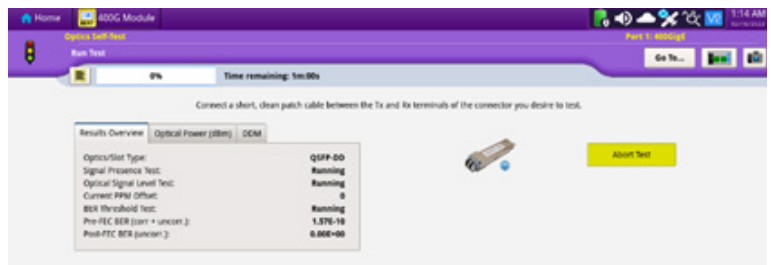 Home
400G Module
1:14 AM
Optics Self-Test
Port 1: 400GigE
Run Test
Go To...
0%
Time remaining: 1m:00s
Connect a short, clean patch cable between the Tx and Rx terminals of the connector you desire to test.
Results Overview
Optical Power (dBm)
DDM
Optics/Slot Type: QSFP-DD
Signal Presence Test: Running
Optical Signal Level Test: Running
Current PPM Offset: 0
BER Threshold Test: Running
Pre-FEC BER (corr + uncorr.): 1.57E-10
Post-FEC BER (uncorr.): 0.00E+00
Abort Test